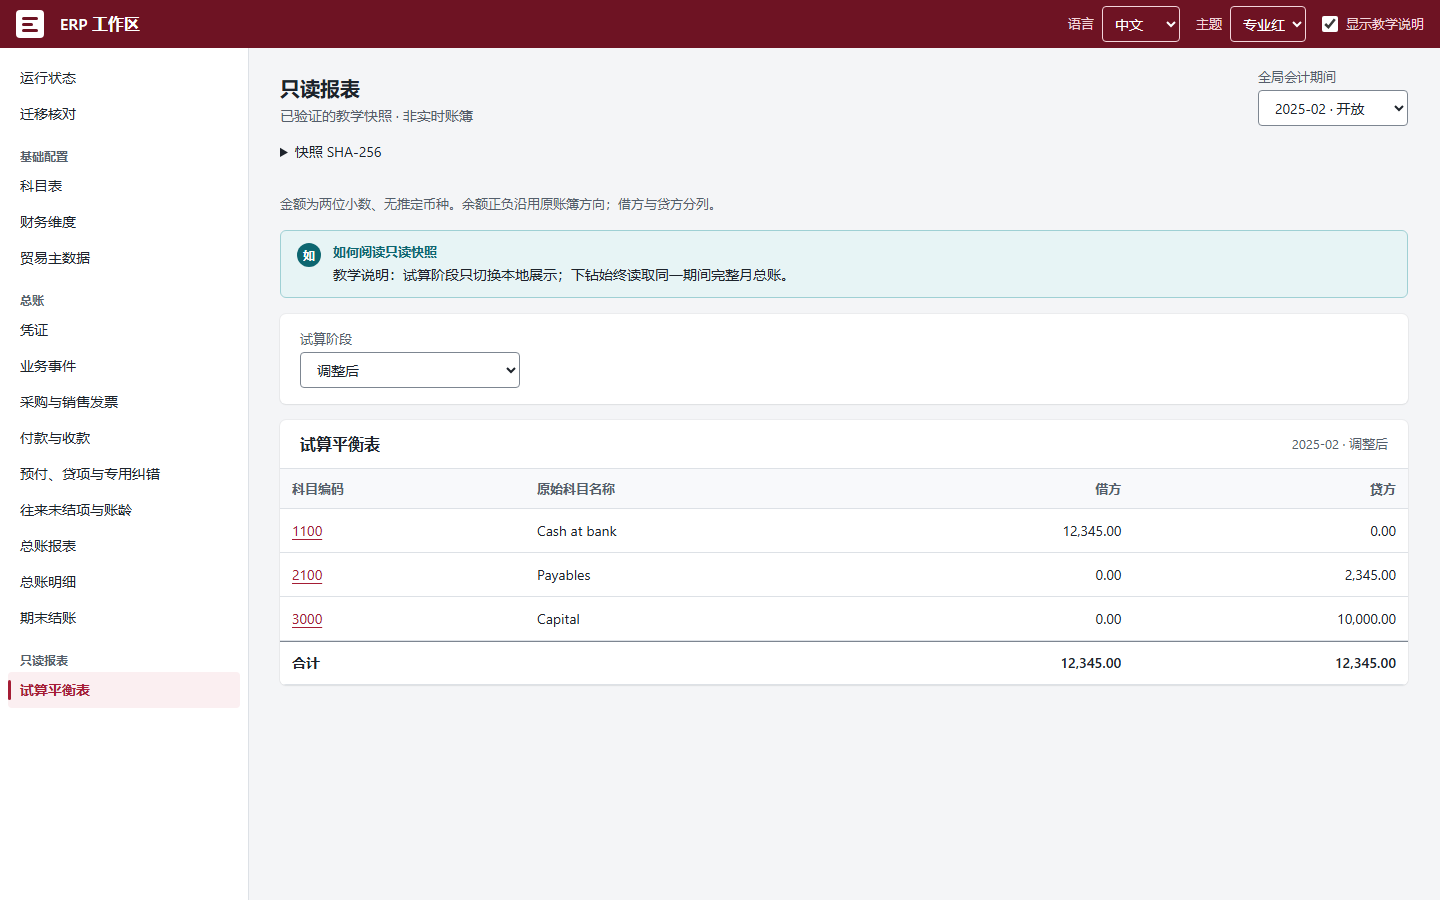 ERP 工作区
语言 中文 主题 专业红 显示教学说明
运行状态
迁移核对
基础配置
科目表
财务维度
贸易主数据
总账
凭证
业务事件
采购与销售发票
付款与收款
预付、贷项与专用纠错
往来未结项与账龄
总账报表
总账明细
期末结账
只读报表
试算平衡表
只读报表
已验证的教学快照 · 非实时账簿
全局会计期间
2025-02 · 开放
快照 SHA-256
金额为两位小数、无推定币种。余额正负沿用原账簿方向；借方与贷方分列。
如 如何阅读只读快照
教学说明：试算阶段只切换本地展示；下钻始终读取同一期间完整月总账。
试算阶段
调整后
试算平衡表 2025-02 · 调整后
科目编码 原始科目名称 借方 贷方
1100 Cash at bank 12,345.00 0.00
2100 Payables 0.00 2,345.00
3000 Capital 0.00 10,000.00
合计 12,345.00 12,345.00